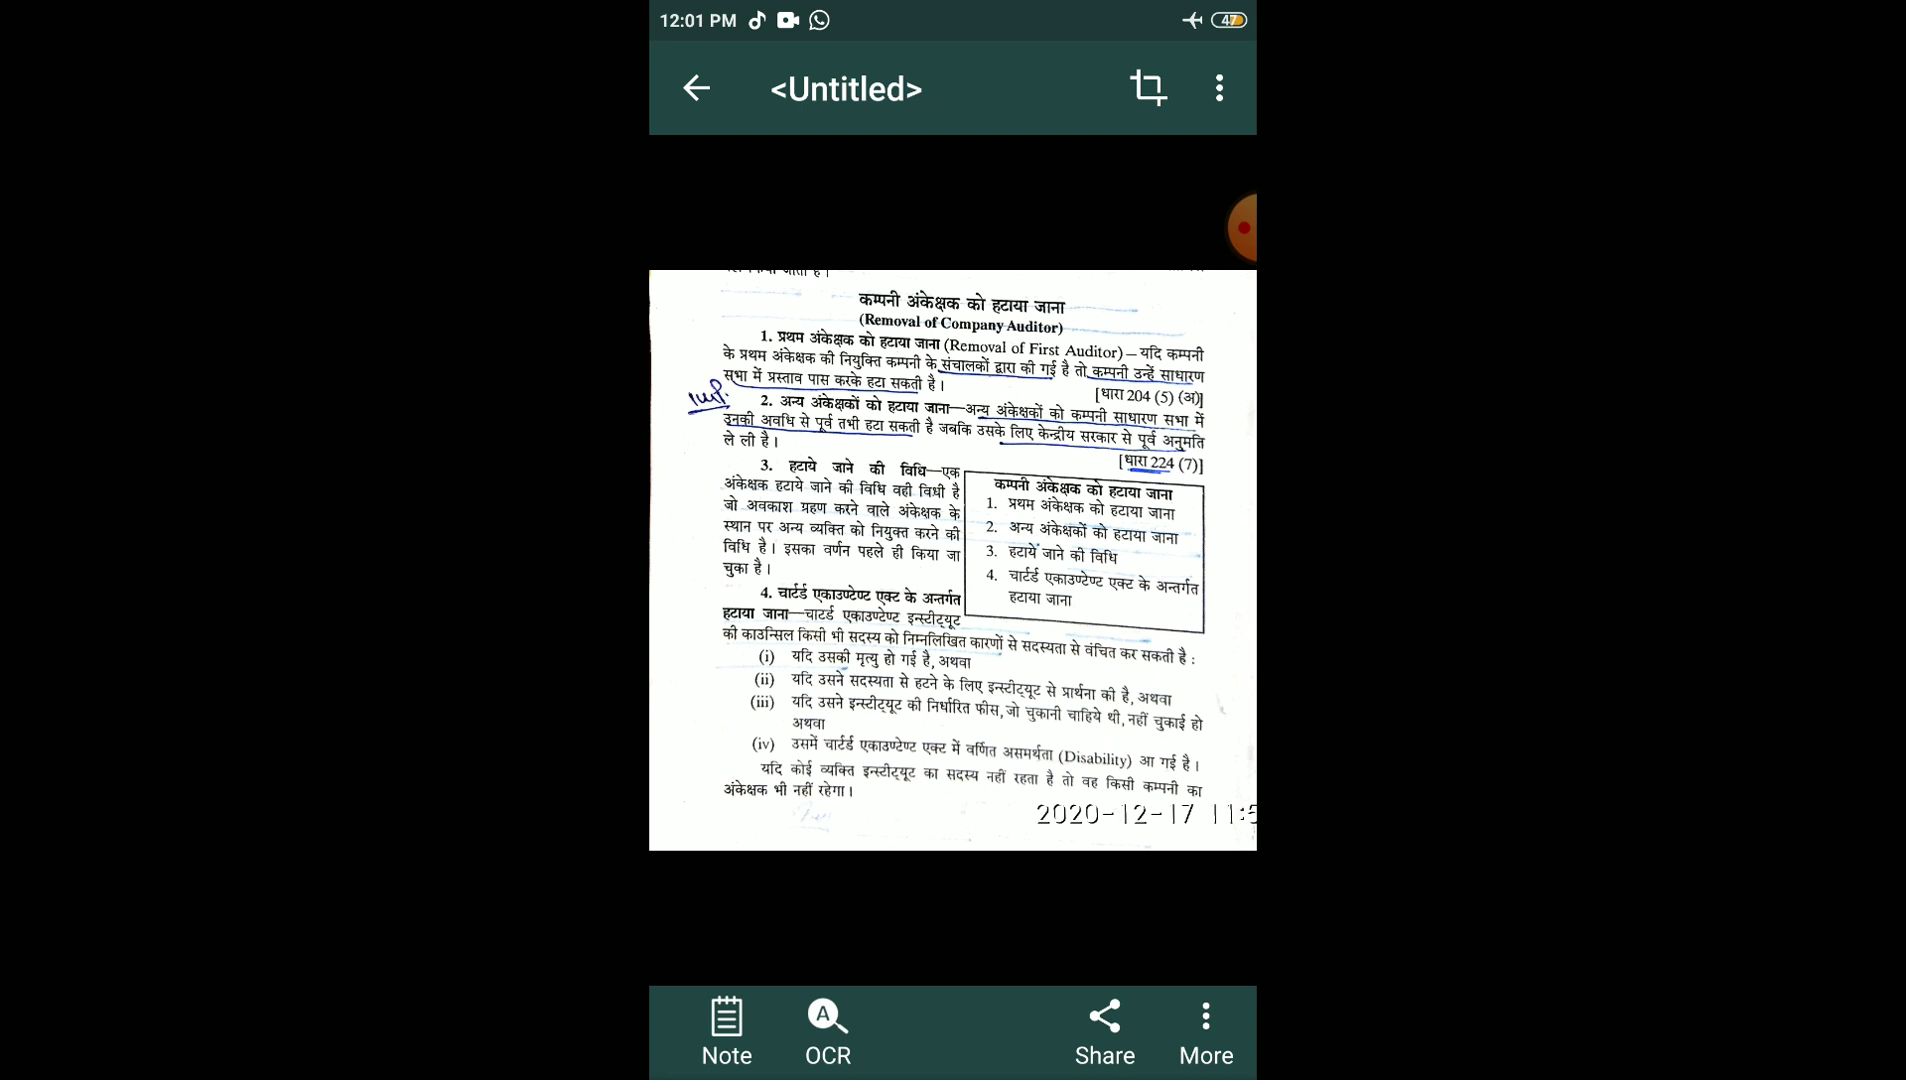 12:01 PM
47
<Untitled>
कम्पनी अंकेक्षक को हटाया जाना
(Removal of Company Auditor)
1. प्रथम अंकेक्षक को हटाया जाना (Removal of First Auditor) – यदि कम्पनी
के प्रथम अंकेक्षक की नियुक्ति कम्पनी के संचालकों द्वारा की गई है तो कम्पनी उन्हें साधारण
सभा में प्रस्ताव पास करके हटा सकती है।
[धारा 204 (5) (अ)]
Imp.
2. अन्य अंकेक्षकों को हटाया जाना—अन्य अंकेक्षकों को कम्पनी साधारण सभा में
उनकी अवधि से पूर्व तभी हटा सकती है जबकि उसके लिए केन्द्रीय सरकार से पूर्व अनुमति
ले ली है।
[धारा 224 (7)]
3. हटाये जाने की विधि—एक
अंकेक्षक हटाये जाने की विधि वही विधी है
जो अवकाश ग्रहण करने वाले अंकेक्षक के
स्थान पर अन्य व्यक्ति को नियुक्त करने की
विधि है। इसका वर्णन पहले ही किया जा
चुका है।
कम्पनी अंकेक्षक को हटाया जाना
1. प्रथम अंकेक्षक को हटाया जाना
2. अन्य अंकेक्षकों को हटाया जाना
3. हटाये जाने की विधि
4. चार्टर्ड एकाउण्टेण्ट एक्ट के अन्तर्गत
हटाया जाना
4. चार्टर्ड एकाउण्टेण्ट एक्ट के अन्तर्गत
हटाया जाना—चाटर्ड एकाउण्टेण्ट इन्स्टीट्यूट
की काउन्सिल किसी भी सदस्य को निम्नलिखित कारणों से सदस्यता से वंचित कर सकती है :
(i) यदि उसकी मृत्यु हो गई है, अथवा
(ii) यदि उसने सदस्यता से हटने के लिए इन्स्टीट्यूट से प्रार्थना की है, अथवा
(iii) यदि उसने इन्स्टीट्यूट की निर्धारित फीस, जो चुकानी चाहिये थी, नहीं चुकाई हो
अथवा
(iv) उसमें चार्टर्ड एकाउण्टेण्ट एक्ट में वर्णित असमर्थता (Disability) आ गई है।
यदि कोई व्यक्ति इन्स्टीट्यूट का सदस्य नहीं रहता है तो वह किसी कम्पनी का
अंकेक्षक भी नहीं रहेगा।
2020-12-17 11:5
Note
OCR
Share
More